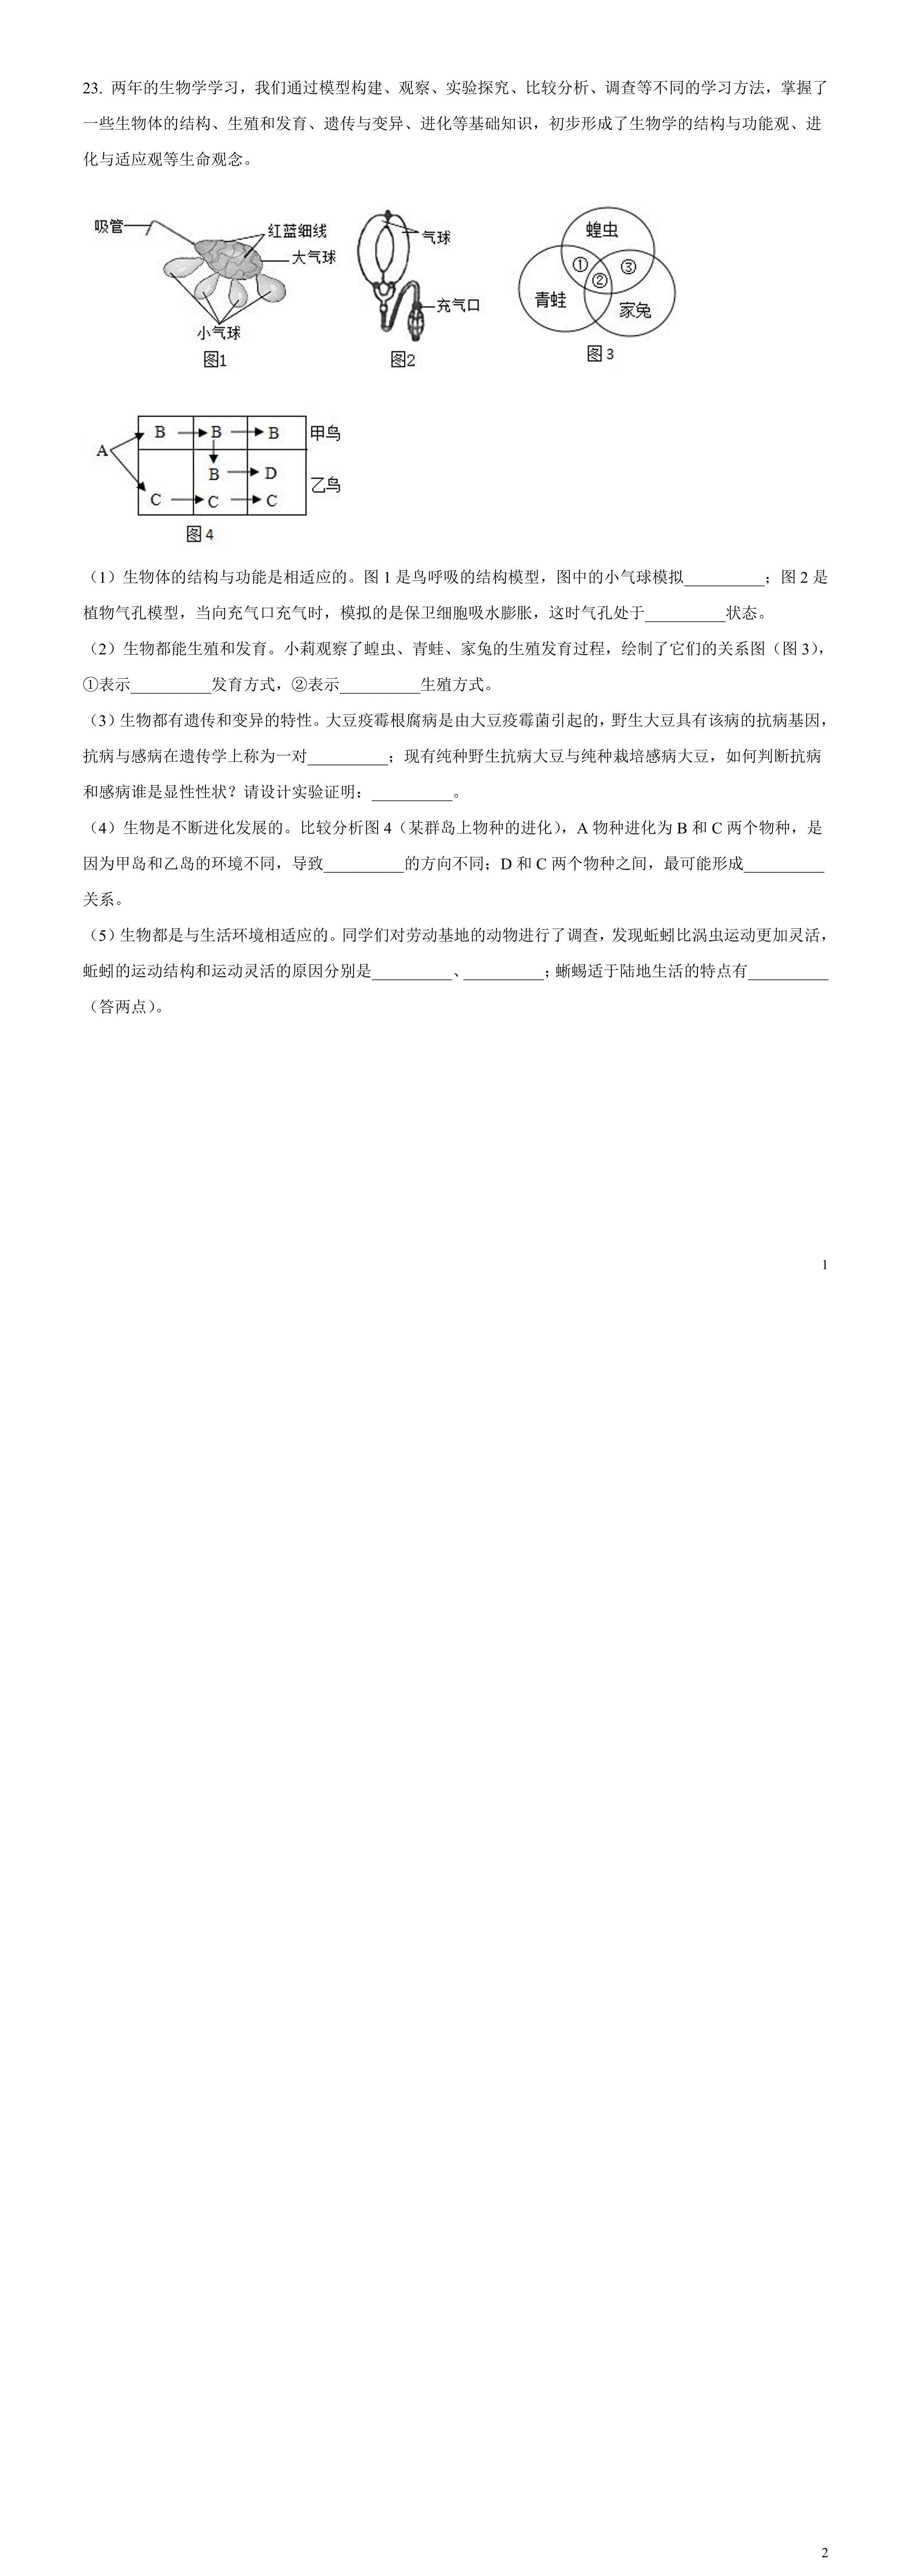 23. 两年的生物学学习，我们通过模型构建、观察、实验探究、比较分析、调查等不同的学习方法，掌握了
一些生物体的结构、生殖和发育、遗传与变异、进化等基础知识，初步形成了生物学的结构与功能观、进
化与适应观等生命观念。
吸管
红蓝细线
大气球
小气球
图1
气球
充气口
图2
蝗虫
① ③
②
青蛙
家兔
图3
A
B B B 甲鸟
B D
乙鸟
C C C
图4
（1）生物体的结构与功能是相适应的。图 1 是鸟呼吸的结构模型，图中的小气球模拟__________；图 2 是
植物气孔模型，当向充气口充气时，模拟的是保卫细胞吸水膨胀，这时气孔处于__________状态。
（2）生物都能生殖和发育。小莉观察了蝗虫、青蛙、家兔的生殖发育过程，绘制了它们的关系图（图 3），
①表示__________发育方式，②表示__________生殖方式。
（3）生物都有遗传和变异的特性。大豆疫霉根腐病是由大豆疫霉菌引起的，野生大豆具有该病的抗病基因，
抗病与感病在遗传学上称为一对__________；现有纯种野生抗病大豆与纯种栽培感病大豆，如何判断抗病
和感病谁是显性性状？请设计实验证明：__________。
（4）生物是不断进化发展的。比较分析图 4（某群岛上物种的进化），A 物种进化为 B 和 C 两个物种，是
因为甲岛和乙岛的环境不同，导致__________的方向不同；D 和 C 两个物种之间，最可能形成__________
关系。
（5）生物都是与生活环境相适应的。同学们对劳动基地的动物进行了调查，发现蚯蚓比涡虫运动更加灵活，
蚯蚓的运动结构和运动灵活的原因分别是__________、__________；蜥蜴适于陆地生活的特点有__________
（答两点）。
1
2